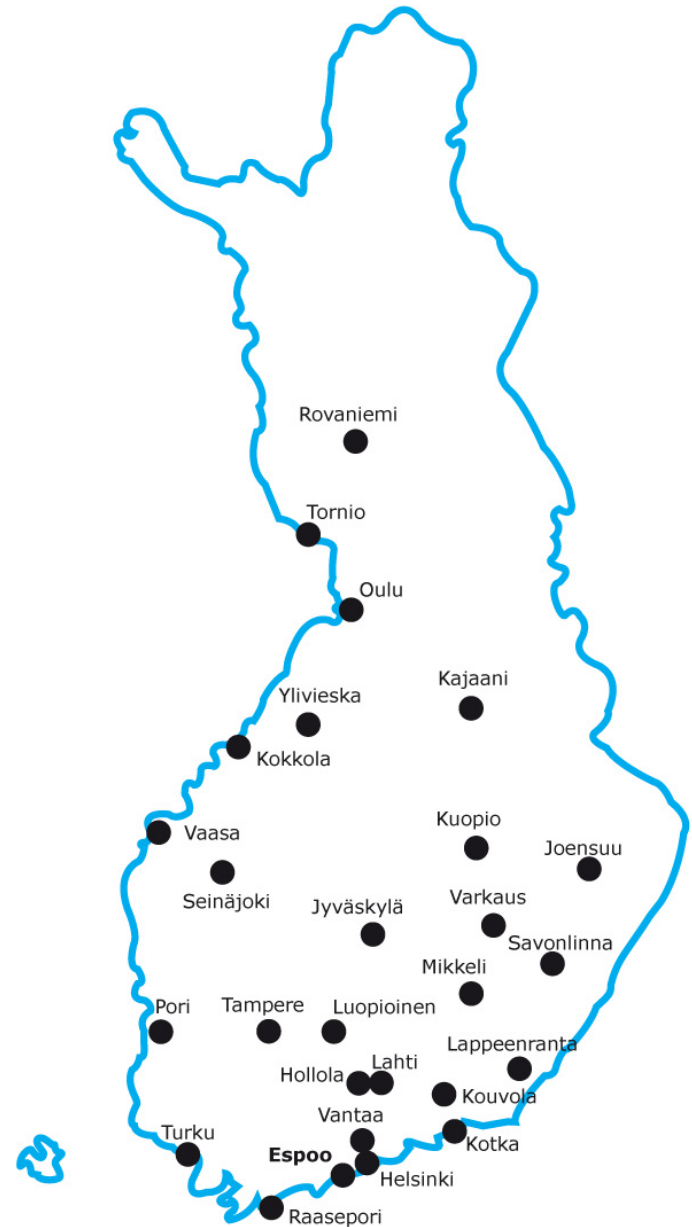 Rovaniemi
Tornio
Oulu
Kajaani
Ylivieska
Kokkola
Vaasa
Kuopio
Joensuu
Seinäjoki
Jyväskylä
Varkaus
Savonlinna
Mikkeli
Pori
Tampere
Luopioinen
Lappeenranta
Hollola
Lahti
Kouvola
Vantaa
Turku
Kotka
Espoo
Helsinki
Raasepori